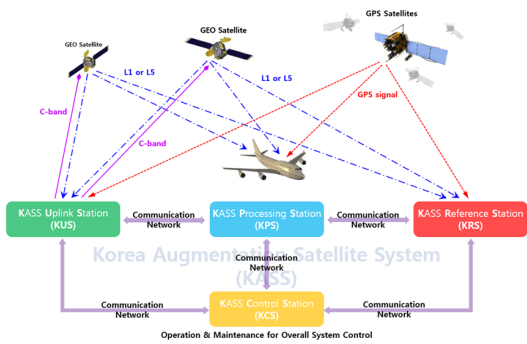 GPS Satellites
GEO Satellite
GEO Satellite
L1 or L5
L1 or L5
C-band
GPS signal
C-band
KASS Uplink Station
(KUS)
Communication
Network
KASS Processing Station
(KPS)
Communication
Network
KASS Reference Station
(KRS)
Korea Augmentation Satellite System
(KASS)
Communication
Network
Communication
Network
KASS Control Station
(KCS)
Communication
Network
Operation & Maintenance for Overall System Control